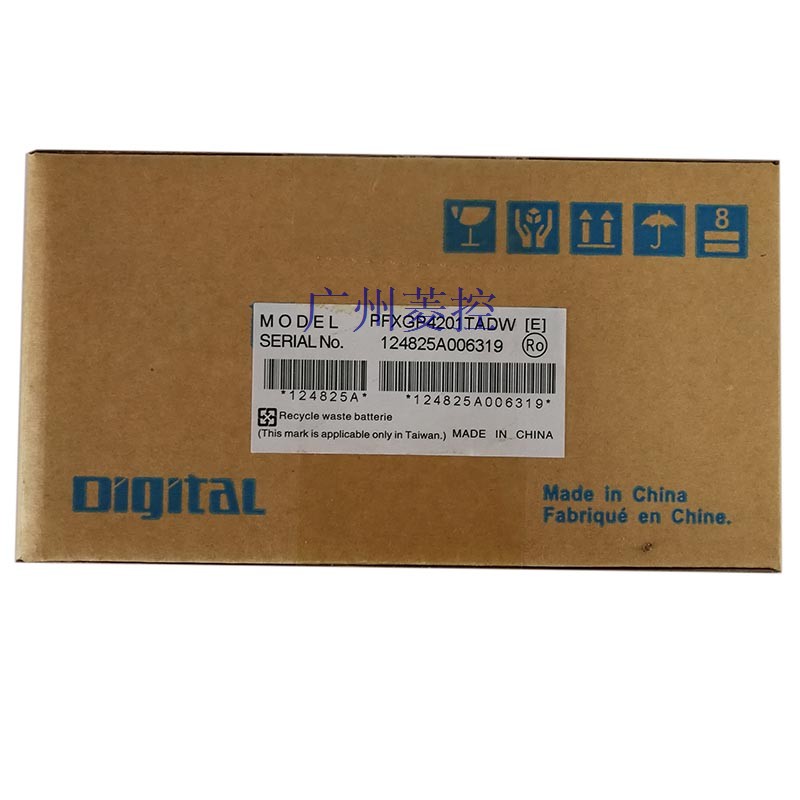 8
广州菱控
MODEL PFXGP4201TADW [E]
SERIAL No. 124825A006319 Ro
*124825A* *124825A006319*
Recycle waste batterie
(This mark is applicable only in Taiwan.) MADE IN CHINA
Digital
Made in China
Fabriqué en Chine.